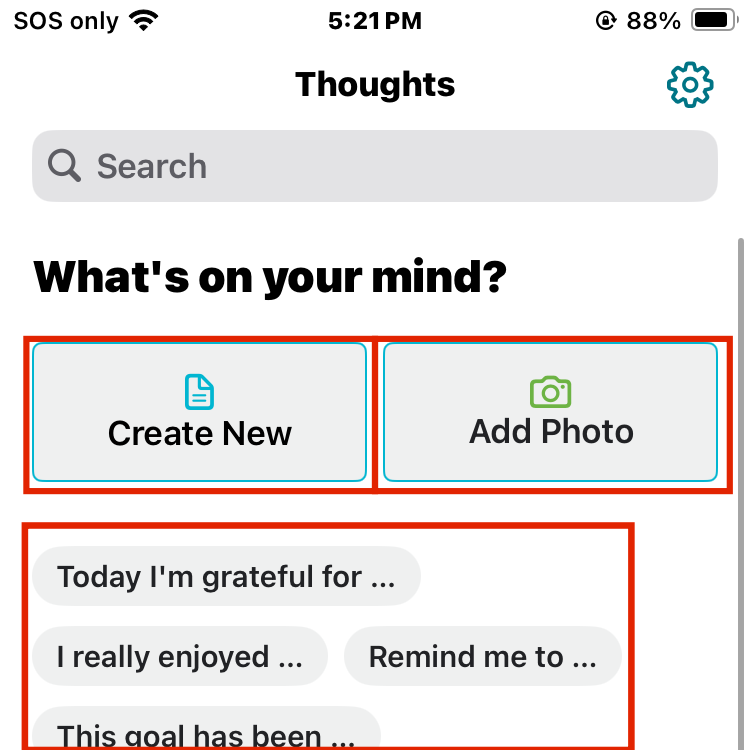 SOS only 5:21 PM 88%
Thoughts
Search
What's on your mind?
Create New Add Photo
Today I'm grateful for ...
I really enjoyed ... Remind me to ...
This goal has been ...